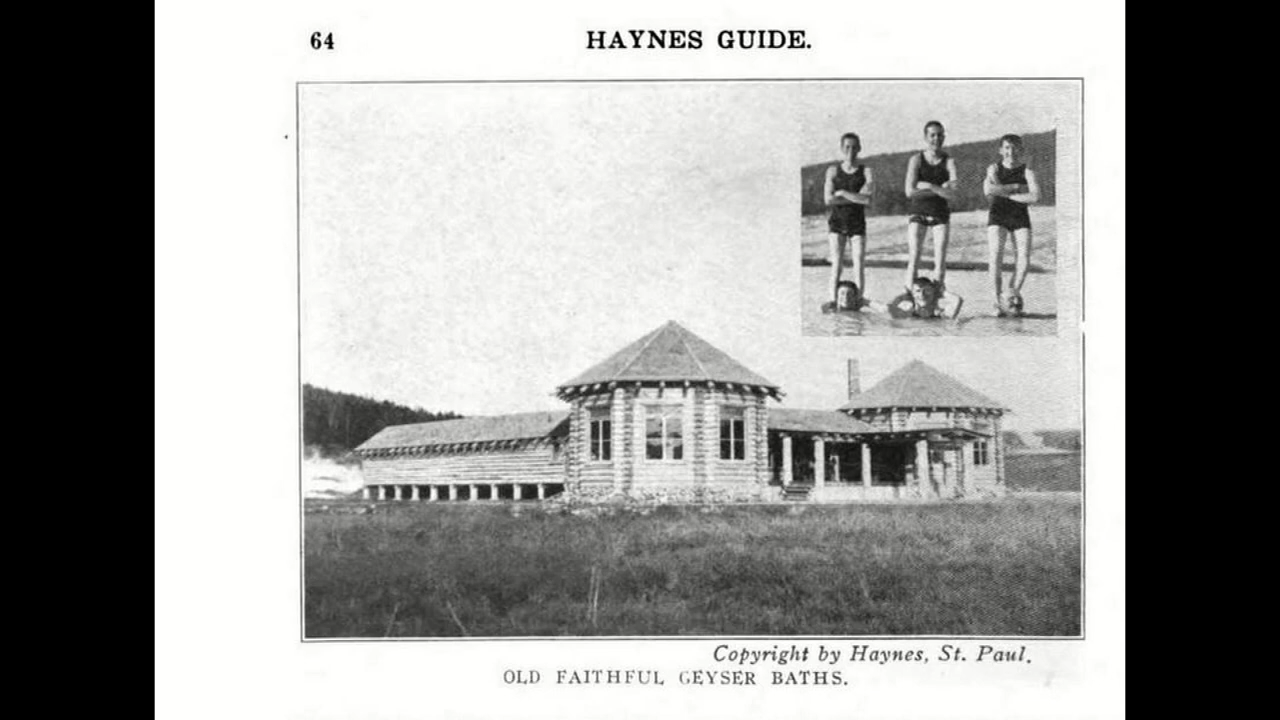 64 HAYNES GUIDE.
Copyright by Haynes, St. Paul.
OLD FAITHFUL GEYSER BATHS.